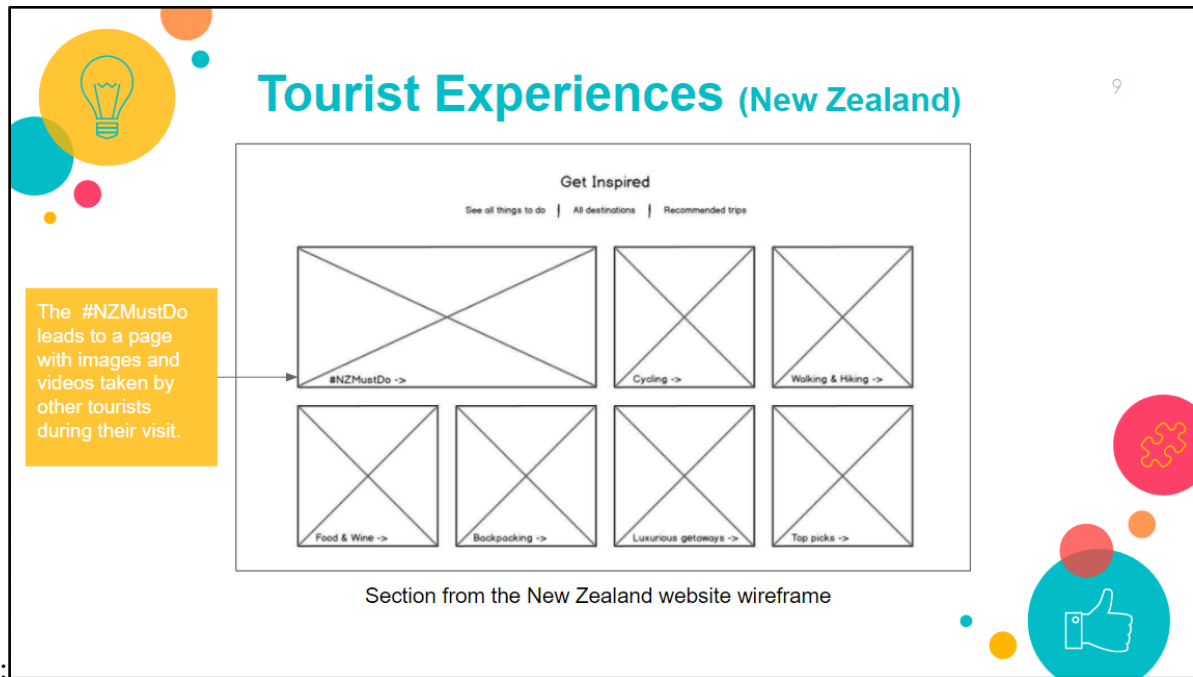 Tourist Experiences (New Zealand)
9
Get Inspired
See all things to do | All destinations | Recommended trips
The #NZMustDo
leads to a page
with images and
videos taken by
other tourists
during their visit.
#NZMustDo ->
Cycling ->
Walking & Hiking ->
Food & Wine ->
Backpacking ->
Luxurious getaways ->
Top picks ->
Section from the New Zealand website wireframe
: